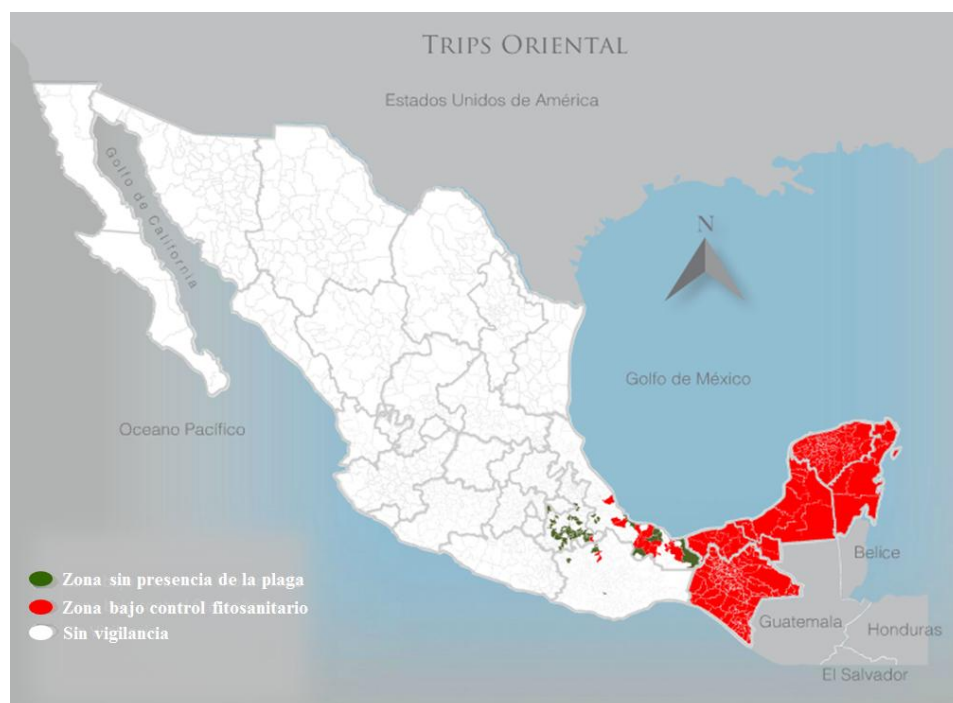 TRIPS ORIENTAL
Estados Unidos de América
Golfo de California
N
Golfo de México
Oceano Pacífico
Belice
Zona sin presencia de la plaga
Zona bajo control fitosanitario
Sin vigilancia
Guatemala
Honduras
El Salvador